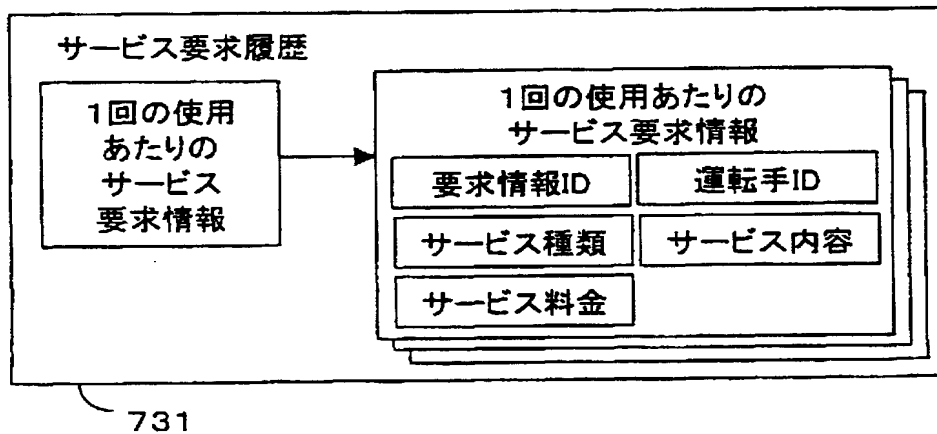 サービス要求履歴
1回の使用
あたりの
サービス
要求情報
1回の使用あたりの
サービス要求情報
要求情報ID
運転手ID
サービス種類
サービス内容
サービス料金
731